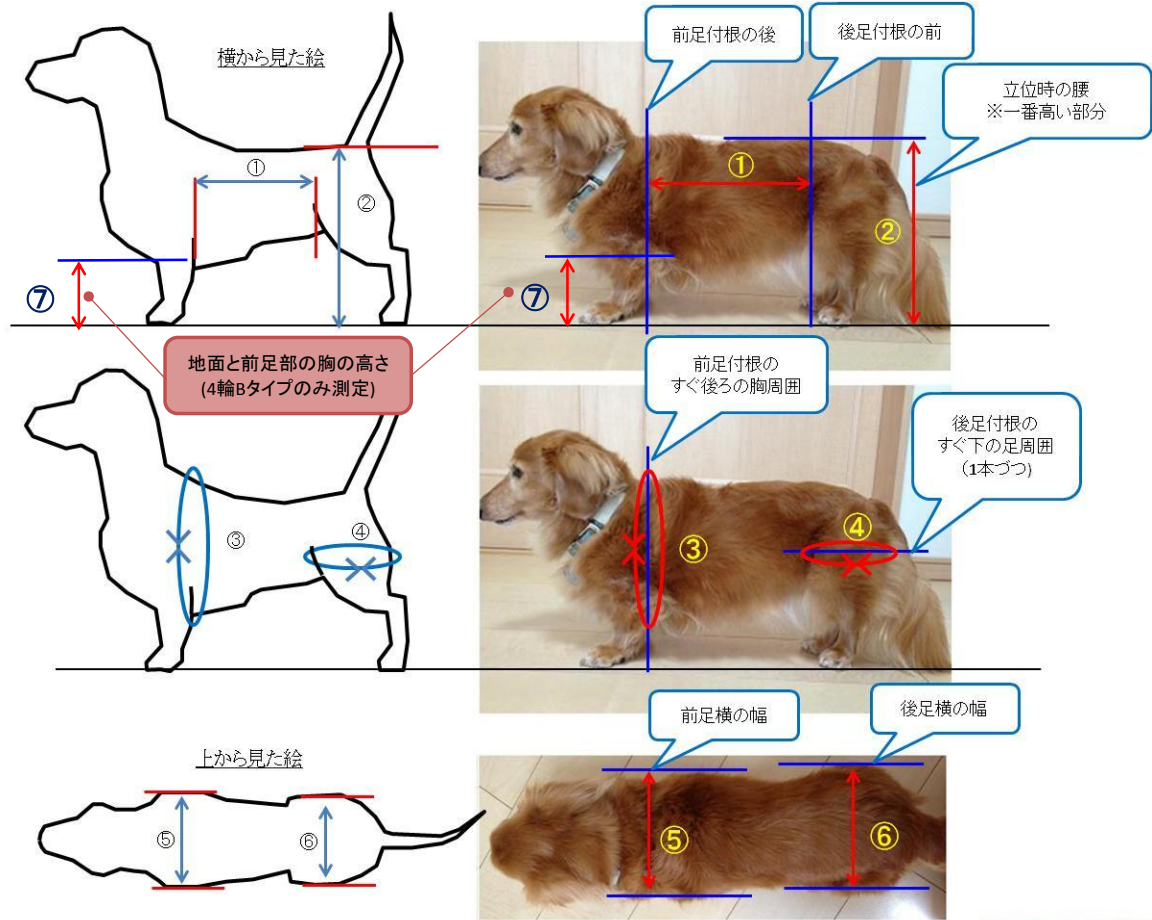 横から見た絵
前足付根の後
後足付根の前
立位時の腰
※一番高い部分
①
②
⑦
①
②
⑦
地面と前足部の胸の高さ
(4輪Bタイプのみ測定)
前足付根の
すぐ後ろの胸周囲
後足付根の
すぐ下の足周囲
（1本づつ)
③
④
③
④
前足横の幅
後足横の幅
上から見た絵
⑤
⑥
⑤
⑥